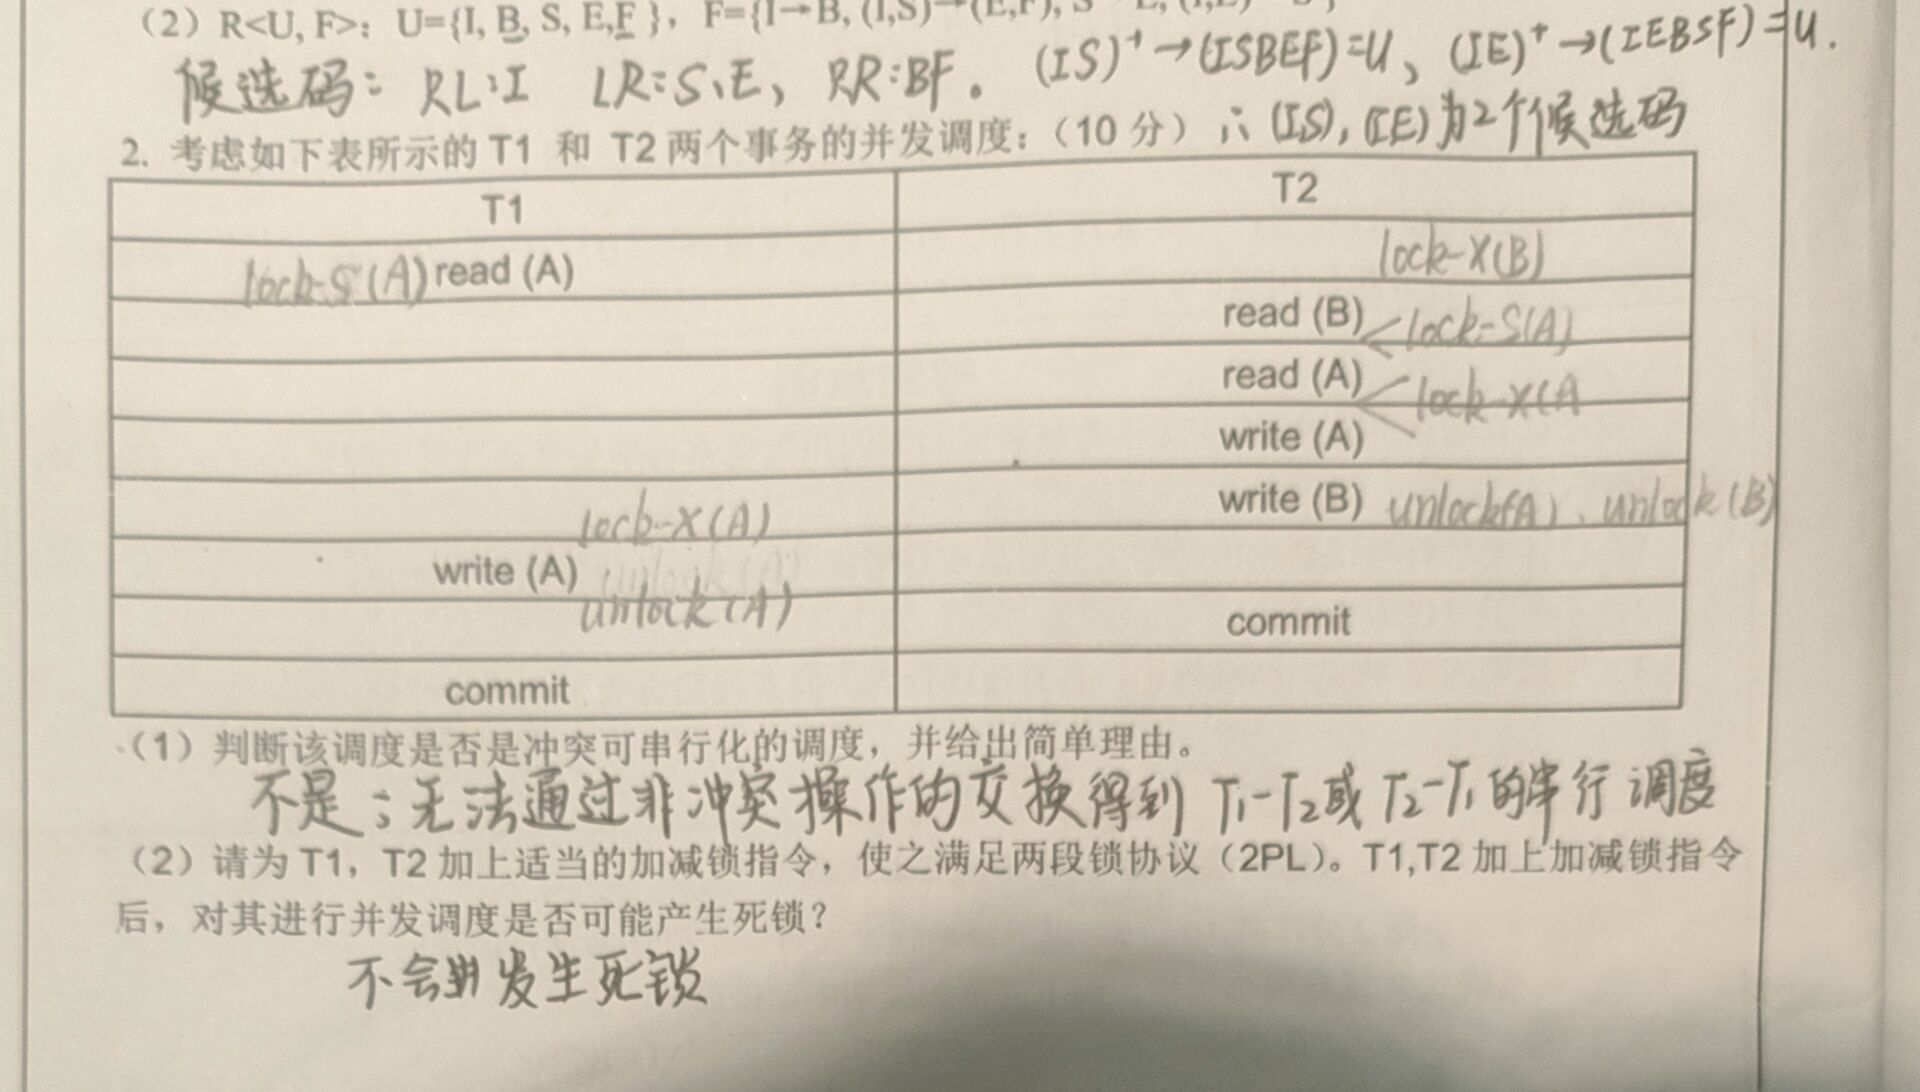 （2）R<U, F>：U={I, B, S, E,F }，F={I→B, (I,S)→(E,F), S
候选码：RL:I LR:S、E、RR:BF。(IS)⁺→(ISBEF)=U、(IE)⁺→(IEBSF)=U.
2. 考虑如下表所示的 T1 和 T2 两个事务的并发调度：（10 分）∴(IS),(IE)为2个候选码
T1 T2
lock-S(A) read (A) lock-X(B)
read (B) lock-S(A)
read (A) lock-X(A
write (A)
lock-X(A) write (B) unlock(A)、unlock(B)
write (A)
unlock(A) commit
commit
（1）判断该调度是否是冲突可串行化的调度，并给出简单理由。
不是；无法通过非冲突操作的交换得到 T₁-T₂或 T₂-T₁的串行调度
（2）请为 T1，T2 加上适当的加减锁指令，使之满足两段锁协议（2PL）。T1,T2 加上加减锁指令
后，对其进行并发调度是否可能产生死锁？
不会 发生死锁